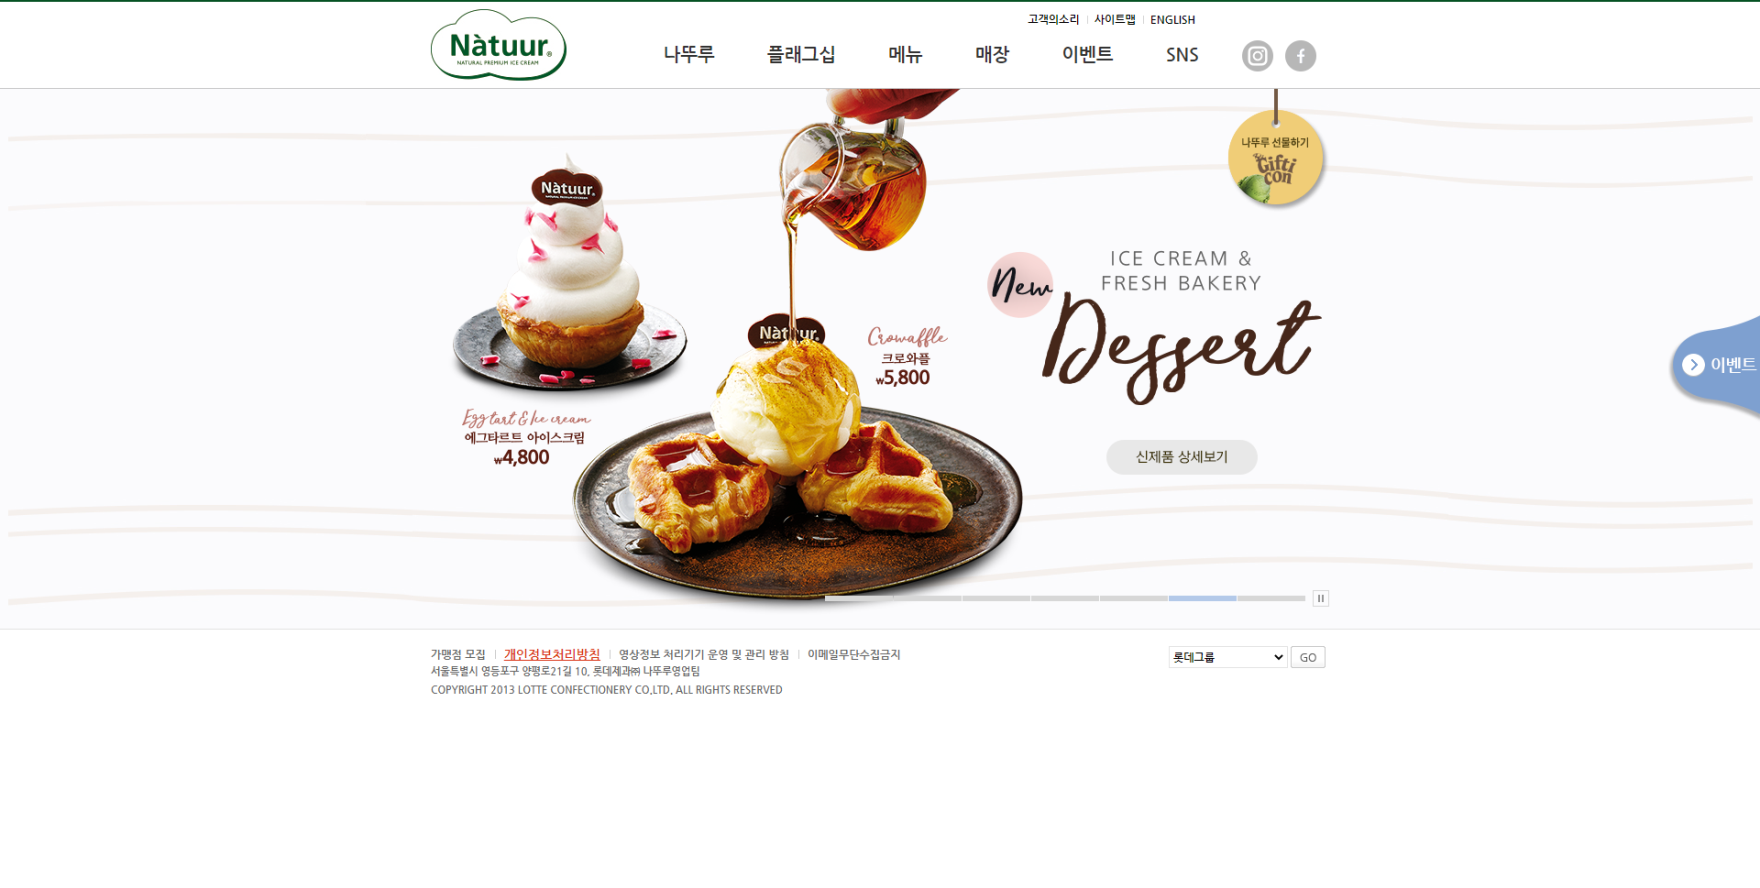 Nàtuur®
NATURAL PREMIUM ICE CREAM
고객의소리 사이트맵 ENGLISH
나뚜루 플래그십 메뉴 매장 이벤트 SNS
나뚜루 선물하기
Gifti
con
Nàtuur.
ICE CREAM &
FRESH BAKERY
New
Dessert
Nàtuur.
Crowaffle
크로와플
₩5,800
이벤트
Egg tart & Ice cream
에그타르트 아이스크림
₩4,800
신제품 상세보기
가맹점 모집 개인정보처리방침 영상정보 처리기기 운영 및 관리 방침 이메일무단수집금지
롯데그룹 GO
서울특별시 영등포구 양평로21길 10, 롯데제과㈜ 나뚜루영업팀
COPYRIGHT 2013 LOTTE CONFECTIONERY CO,LTD, ALL RIGHTS RESERVED